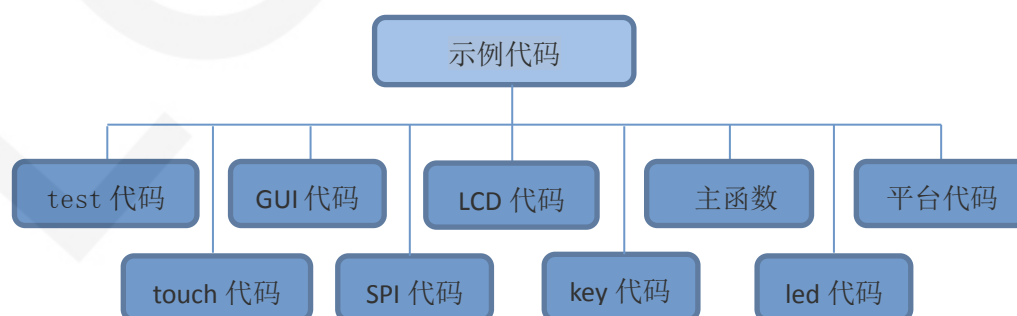 示例代码
test 代码
GUI 代码
LCD 代码
主函数
平台代码
touch 代码
SPI 代码
key 代码
led 代码